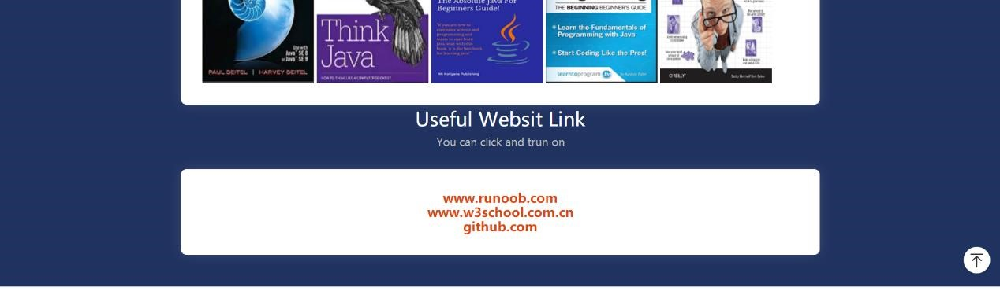 Use with
Java™ SE 8
or Java™ SE 9
PAUL DEITEL | HARVEY DEITEL
Think
Java
HOW TO THINK LIKE A COMPUTER SCIENTIST
The Absolute Java For
Beginners Guide!
"If you are new to
computer science and
programming and
wants to start learn
java, start with this
book, it is the best book
for learning java!"
Mr Kotiyana Publishing
THE BEGINNING BEGINNER'S GUIDE
Learn the Fundamentals of
Programming with Java
Start Coding Like the Pros!
learntoprogram.tv
O'REILLY
Useful Websit Link
You can click and trun on
www.runoob.com
www.w3school.com.cn
github.com